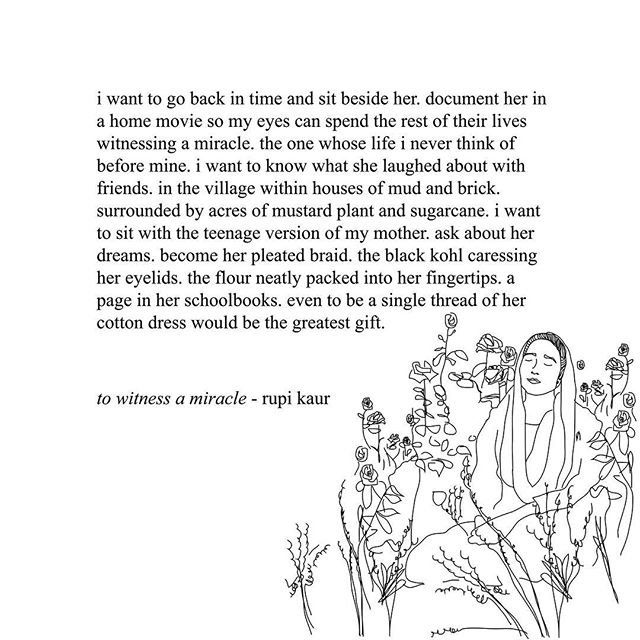 i want to go back in time and sit beside her. document her in
a home movie so my eyes can spend the rest of their lives
witnessing a miracle. the one whose life i never think of
before mine. i want to know what she laughed about with
friends. in the village within houses of mud and brick.
surrounded by acres of mustard plant and sugarcane. i want
to sit with the teenage version of my mother. ask about her
dreams. become her pleated braid. the black kohl caressing
her eyelids. the flour neatly packed into her fingertips. a
page in her schoolbooks. even to be a single thread of her
cotton dress would be the greatest gift.
to witness a miracle - rupi kaur